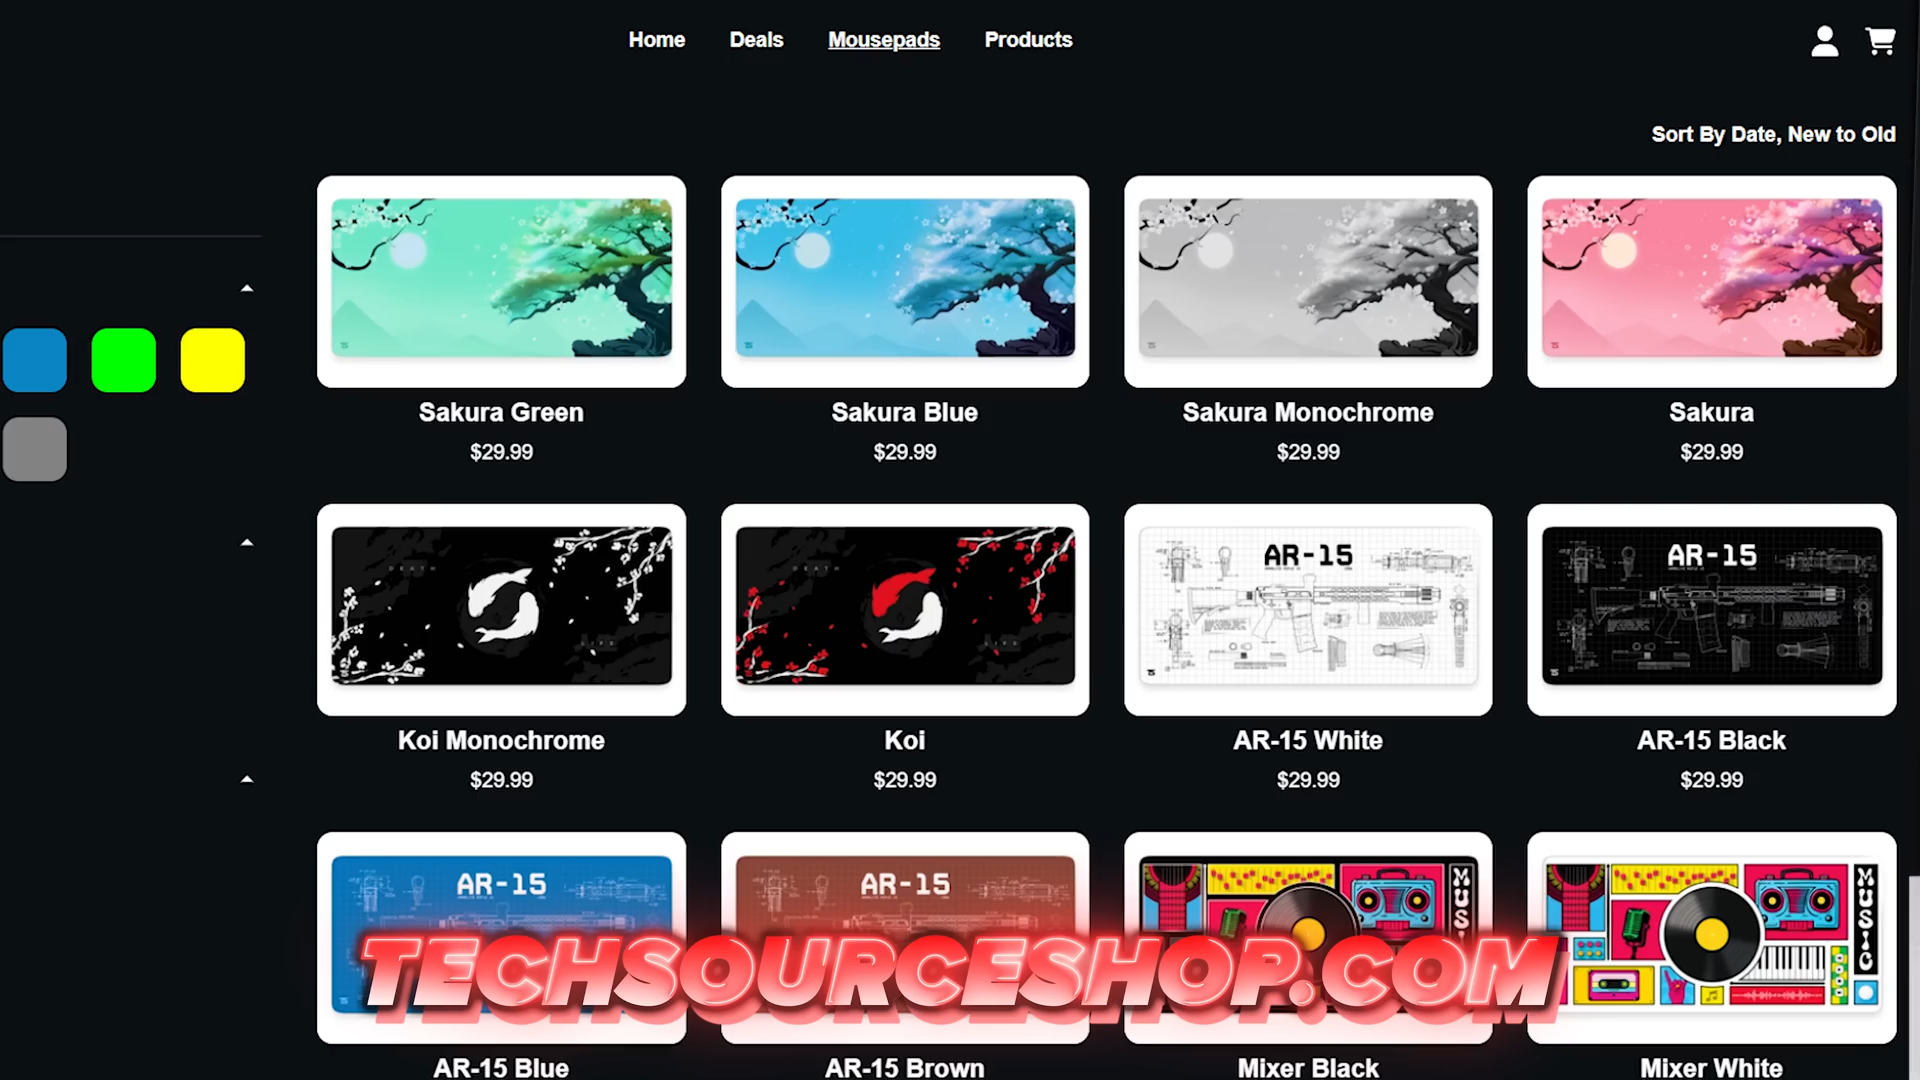 Home Deals Mousepads Products
Sort By Date, New to Old
Sakura Green Sakura Blue Sakura Monochrome Sakura
$29.99 $29.99 $29.99 $29.99
DEATH DEATH AR-15 AR-15
Koi Monochrome Koi AR-15 White AR-15 Black
$29.99 $29.99 $29.99 $29.99
AR-15 AR-15 MUSIC
TECHSOURCESHOP.COM
AR-15 Blue AR-15 Brown Mixer Black Mixer White